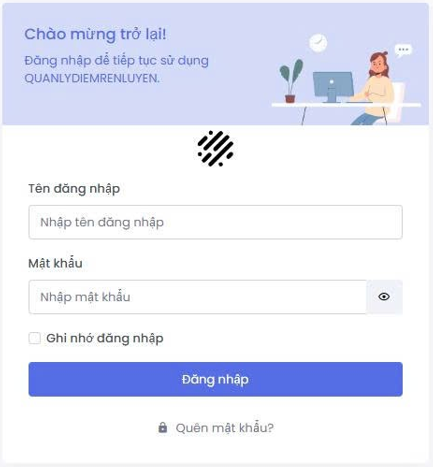 Chào mừng trở lại!
Đăng nhập để tiếp tục sử dụng
QUANLYDIEMRENLUYEN.
Tên đăng nhập
Nhập tên đăng nhập
Mật khẩu
Nhập mật khẩu
Ghi nhớ đăng nhập
Đăng nhập
Quên mật khẩu?